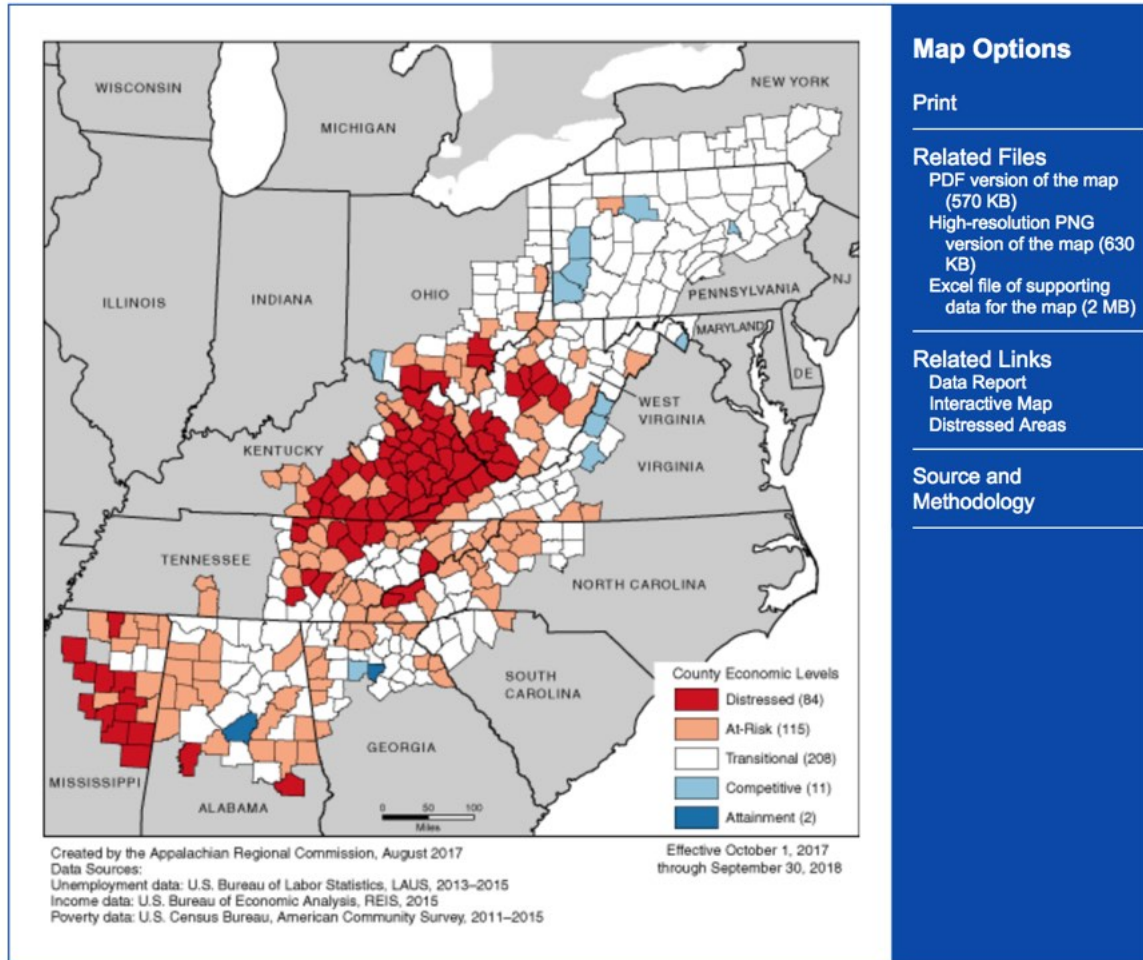 WISCONSIN
MICHIGAN
NEW YORK
ILLINOIS
INDIANA
OHIO
PENNSYLVANIA
NJ
MARYLAND
DE
WEST
VIRGINIA
KENTUCKY
VIRGINIA
TENNESSEE
NORTH CAROLINA
SOUTH
CAROLINA
GEORGIA
MISSISSIPPI
ALABAMA
0 50 100
Miles
County Economic Levels
Distressed (84)
At-Risk (115)
Transitional (208)
Competitive (11)
Attainment (2)
Created by the Appalachian Regional Commission, August 2017
Data Sources:
Unemployment data: U.S. Bureau of Labor Statistics, LAUS, 2013–2015
Income data: U.S. Bureau of Economic Analysis, REIS, 2015
Poverty data: U.S. Census Bureau, American Community Survey, 2011–2015
Effective October 1, 2017
through September 30, 2018
Map Options
Print
Related Files
PDF version of the map
(570 KB)
High-resolution PNG
version of the map (630
KB)
Excel file of supporting
data for the map (2 MB)
Related Links
Data Report
Interactive Map
Distressed Areas
Source and
Methodology